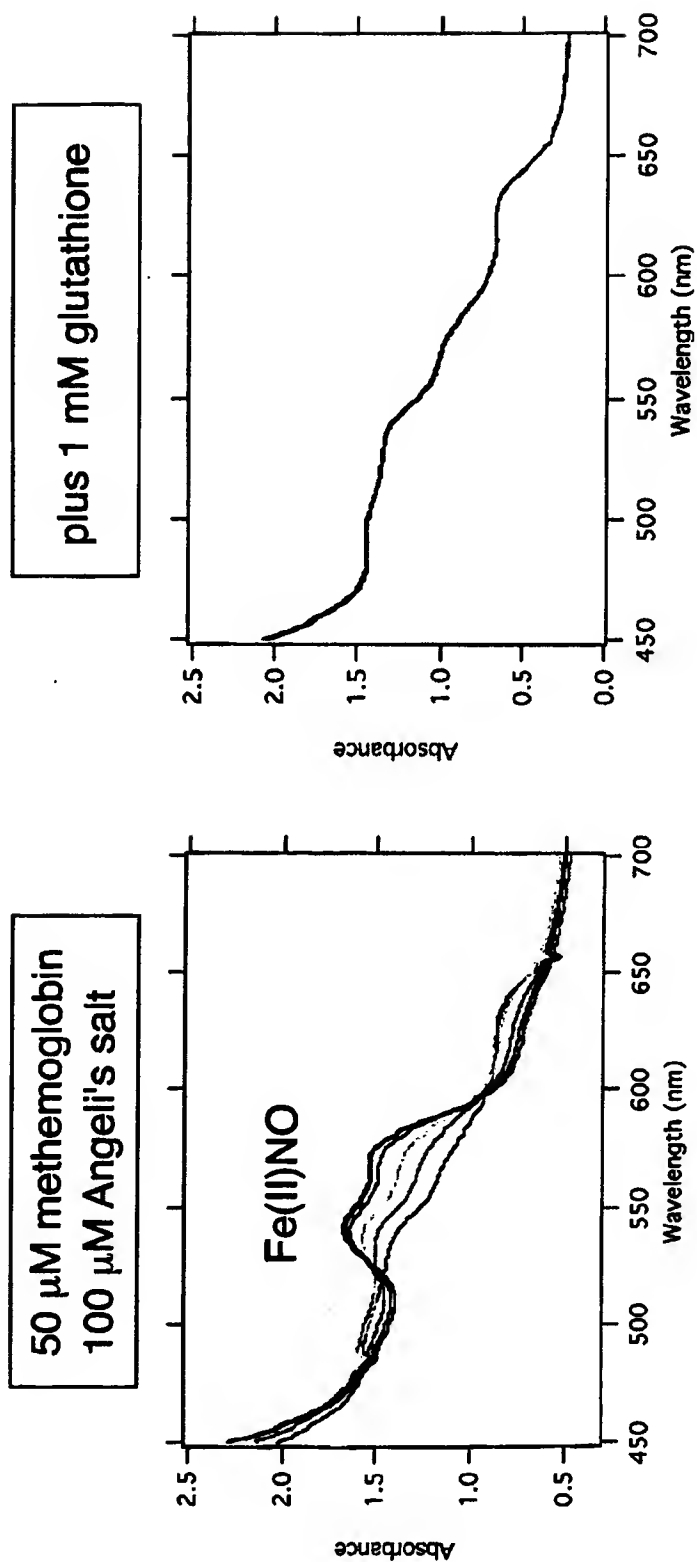 50 µM methemoglobin
100 µM Angeli's salt
Fe(II)NO
Absorbance
2.5
2.0
1.5
1.0
0.5
450
500
550
600
650
700
Wavelength (nm)
plus 1 mM glutathione
Absorbance
2.5
2.0
1.5
1.0
0.5
0.0
450
500
550
600
650
700
Wavelength (nm)